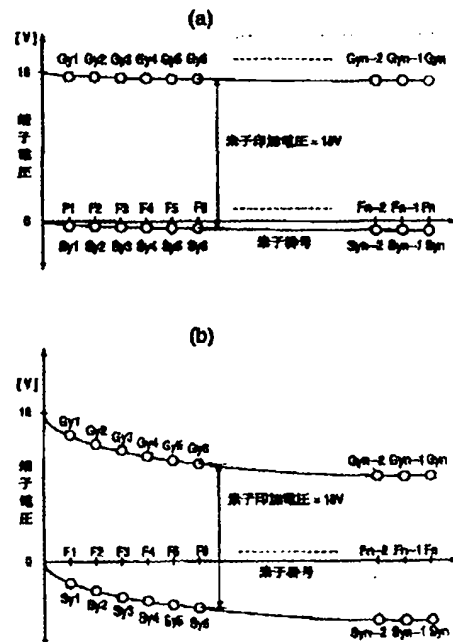 (a)
[V]
Gy1 Gy2 Gy3 Gy4 Gy5 Gy6 Gyn-2 Gyn-1 Gyn
18
端子電圧
素子印加電圧 = 18V
F1 F2 F3 F4 F5 F6 Fn-2 Fn-1 Fn
0
素子番号
Sy1 Sy2 Sy3 Sy4 Sy5 Sy6 Syn-2 Syn-1 Syn
(b)
[V]
18
Gy1 Gy2 Gy3 Gy4 Gy5 Gy6 Gyn-2 Gyn-1 Gyn
端子電圧
素子印加電圧 = 18V
F1 F2 F3 F4 F5 F6 Fn-2 Fn-1 Fn
0
素子番号
Sy1 Sy2 Sy3 Sy4 Sy5 Sy6 Syn-2 Syn-1 Syn